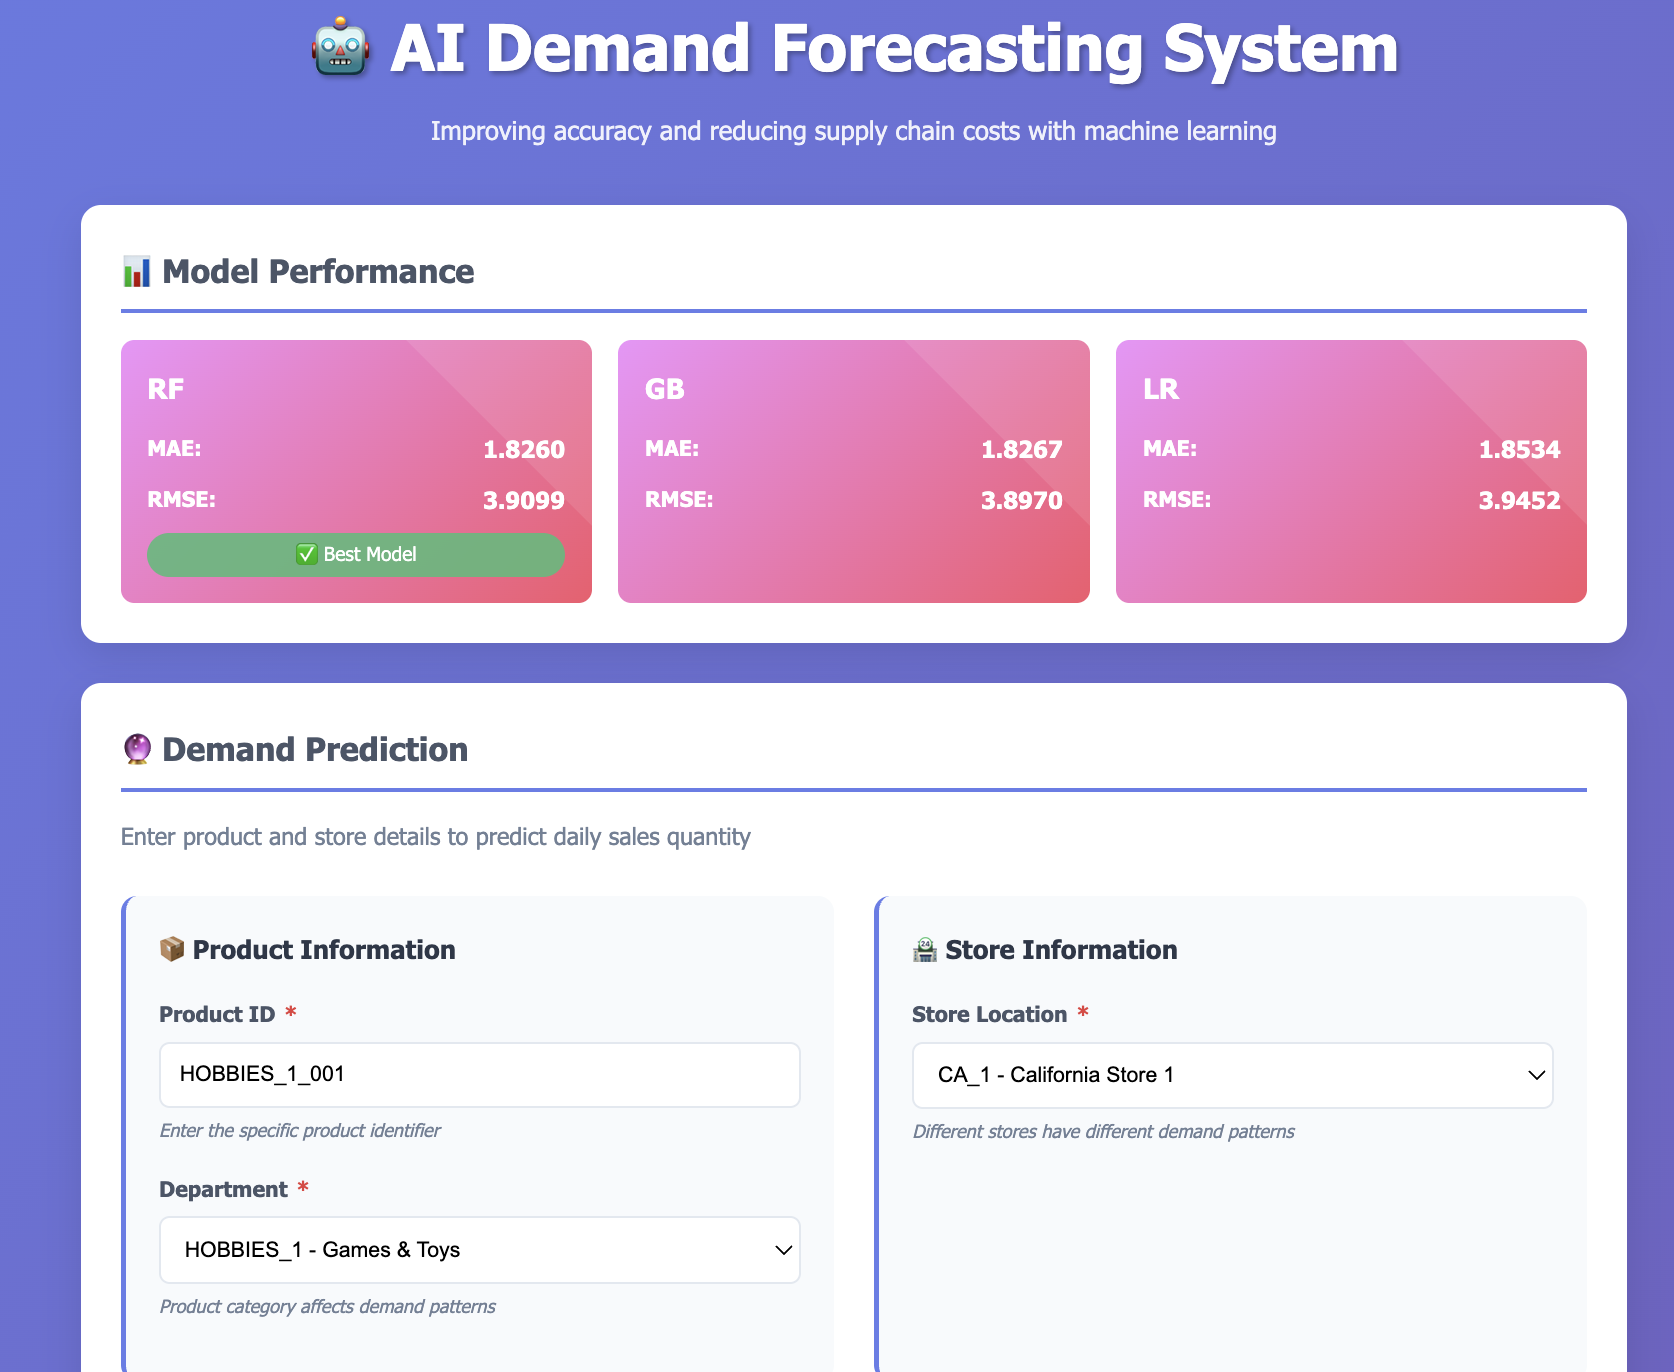 🤖 AI Demand Forecasting System
Improving accuracy and reducing supply chain costs with machine learning
📊 Model Performance
RF
MAE: 1.8260
RMSE: 3.9099
✅ Best Model
GB
MAE: 1.8267
RMSE: 3.8970
LR
MAE: 1.8534
RMSE: 3.9452
🔮 Demand Prediction
Enter product and store details to predict daily sales quantity
📦 Product Information
Product ID *
HOBBIES_1_001
Enter the specific product identifier
Department *
HOBBIES_1 - Games & Toys
Product category affects demand patterns
🏪 Store Information
Store Location *
CA_1 - California Store 1
Different stores have different demand patterns